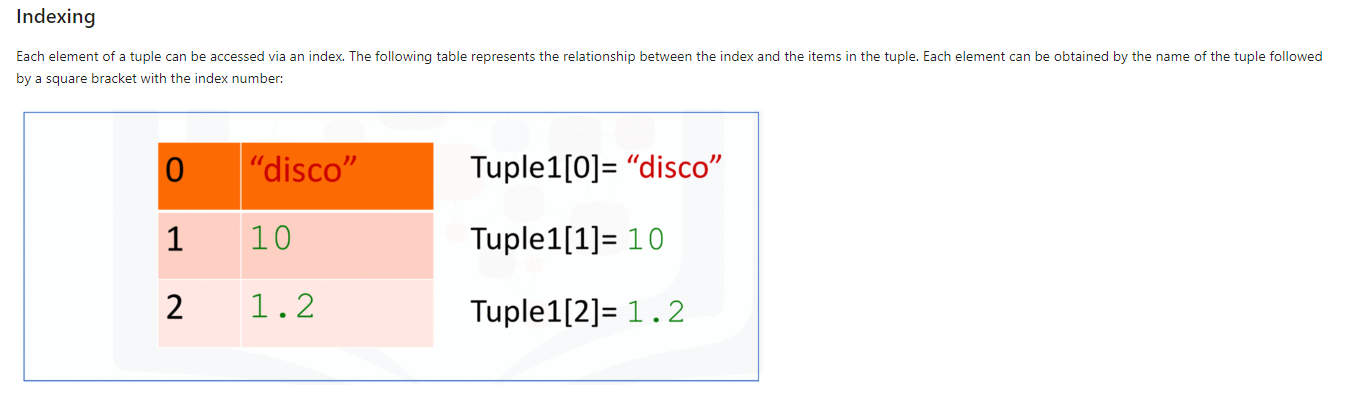 Indexing
Each element of a tuple can be accessed via an index. The following table represents the relationship between the index and the items in the tuple. Each element can be obtained by the name of the tuple followed
by a square bracket with the index number:
0 “disco” Tuple1[0]= “disco”
1 10 Tuple1[1]= 10
2 1.2 Tuple1[2]= 1.2